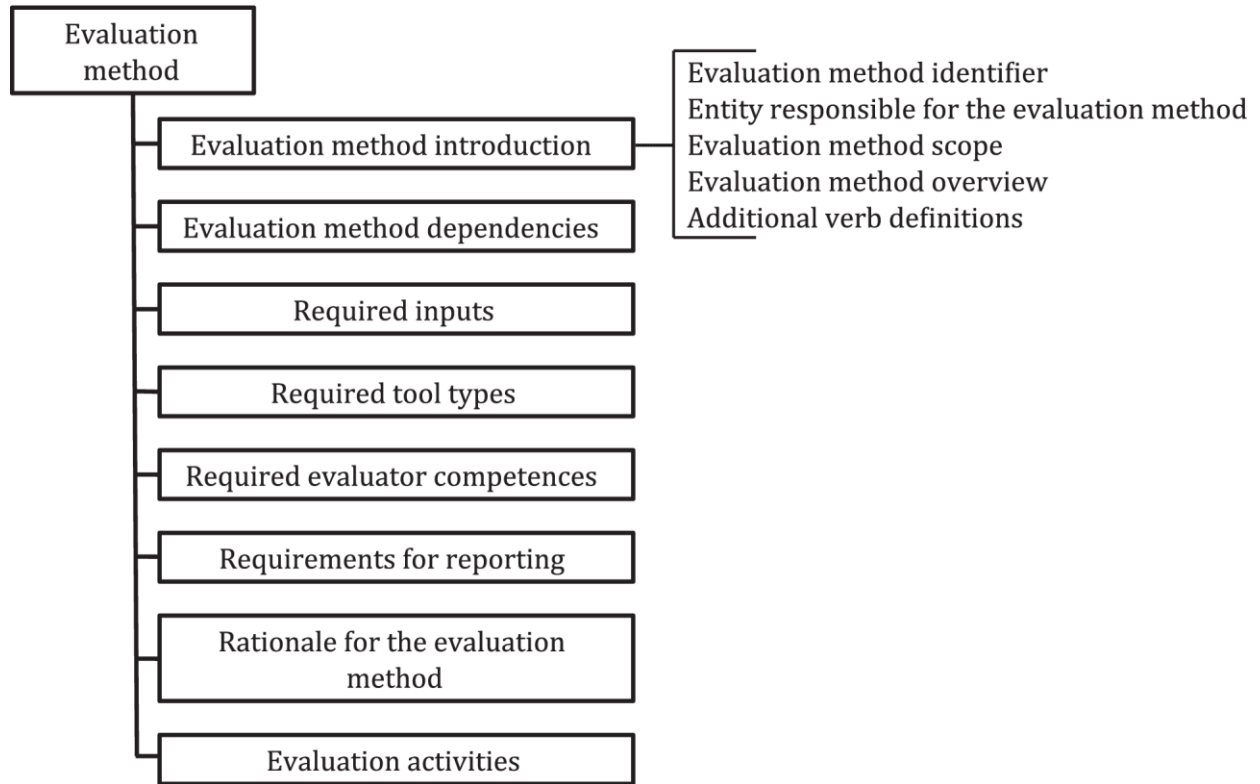 Evaluation
method
Evaluation method introduction
Evaluation method identifier
Entity responsible for the evaluation method
Evaluation method scope
Evaluation method overview
Additional verb definitions
Evaluation method dependencies
Required inputs
Required tool types
Required evaluator competences
Requirements for reporting
Rationale for the evaluation
method
Evaluation activities